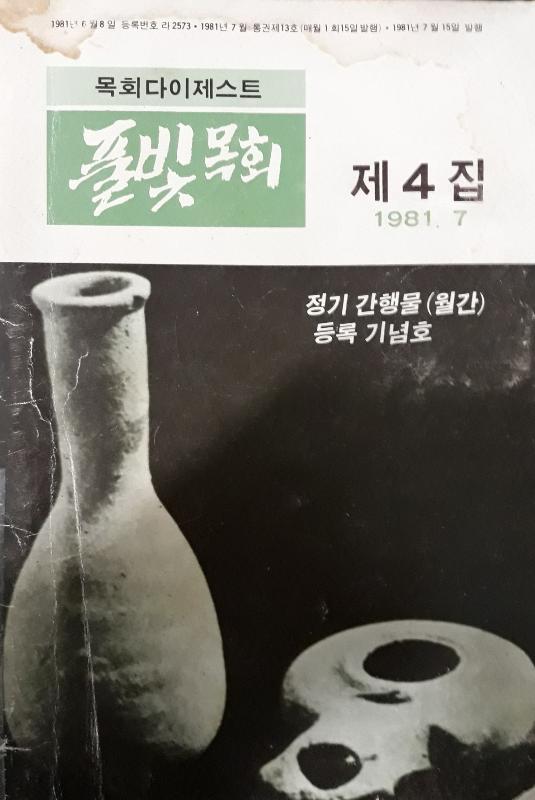 1981년 6월 8일 등록번호 라2573 • 1981년 7월 통권제13호 (매월 1회15일발행) • 1981년 7월 15일 발행
목회다이제스트
풀빛목회
제 4 집
1981. 7
정기 간행물 (월간)
등록 기념호